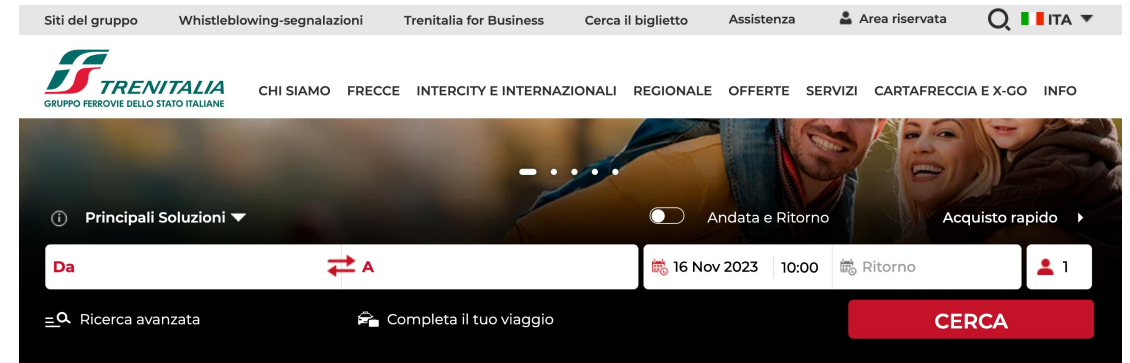 Siti del gruppo Whistleblowing-segnalazioni Trenitalia for Business Cerca il biglietto Assistenza Area riservata ITA
TRENITALIA
GRUPPO FERROVIE DELLO STATO ITALIANE
CHI SIAMO FRECCE INTERCITY E INTERNAZIONALI REGIONALE OFFERTE SERVIZI CARTAFRECCIA E X-GO INFO
Principali Soluzioni Andata e Ritorno Acquisto rapido
Da A 16 Nov 2023 10:00 Ritorno 1
Ricerca avanzata Completa il tuo viaggio CERCA